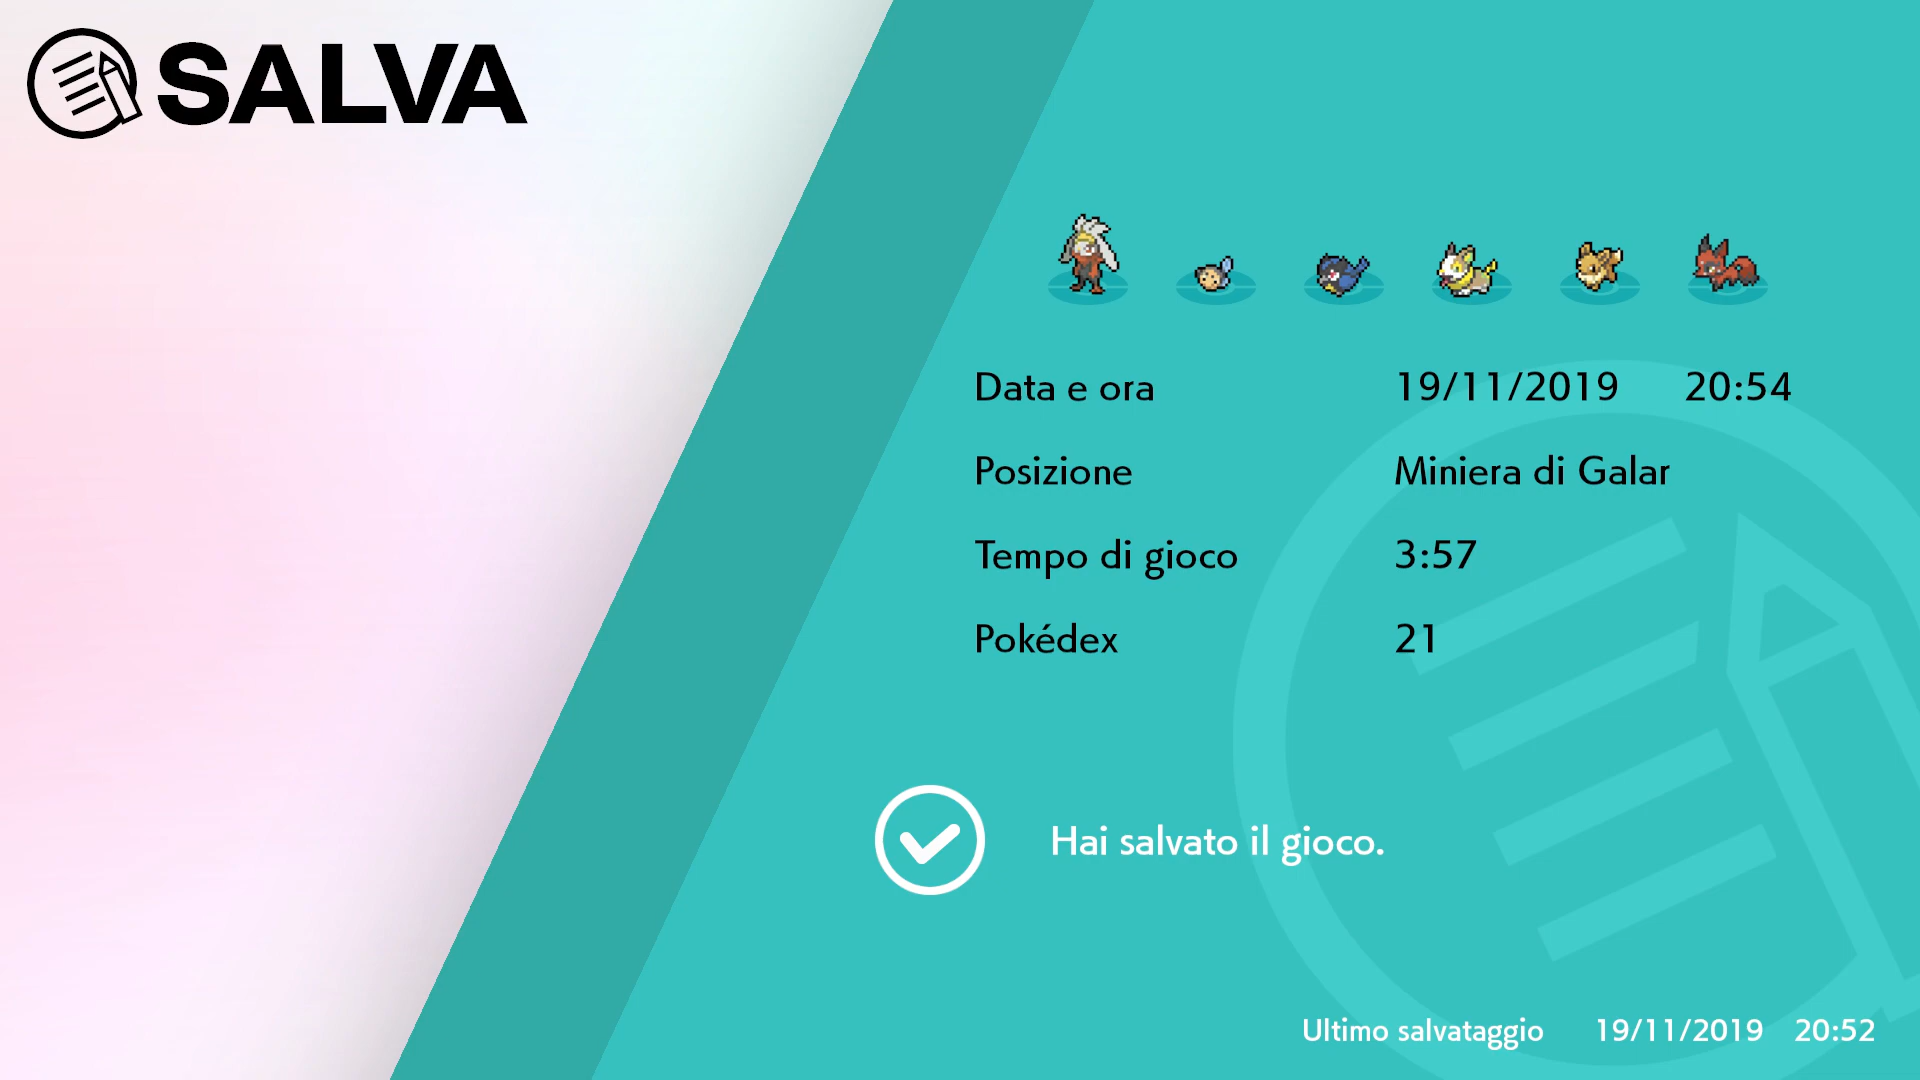 SALVA
Data e ora 19/11/2019 20:54
Posizione Miniera di Galar
Tempo di gioco 3:57
Pokédex 21
Hai salvato il gioco.
Ultimo salvataggio 19/11/2019 20:52